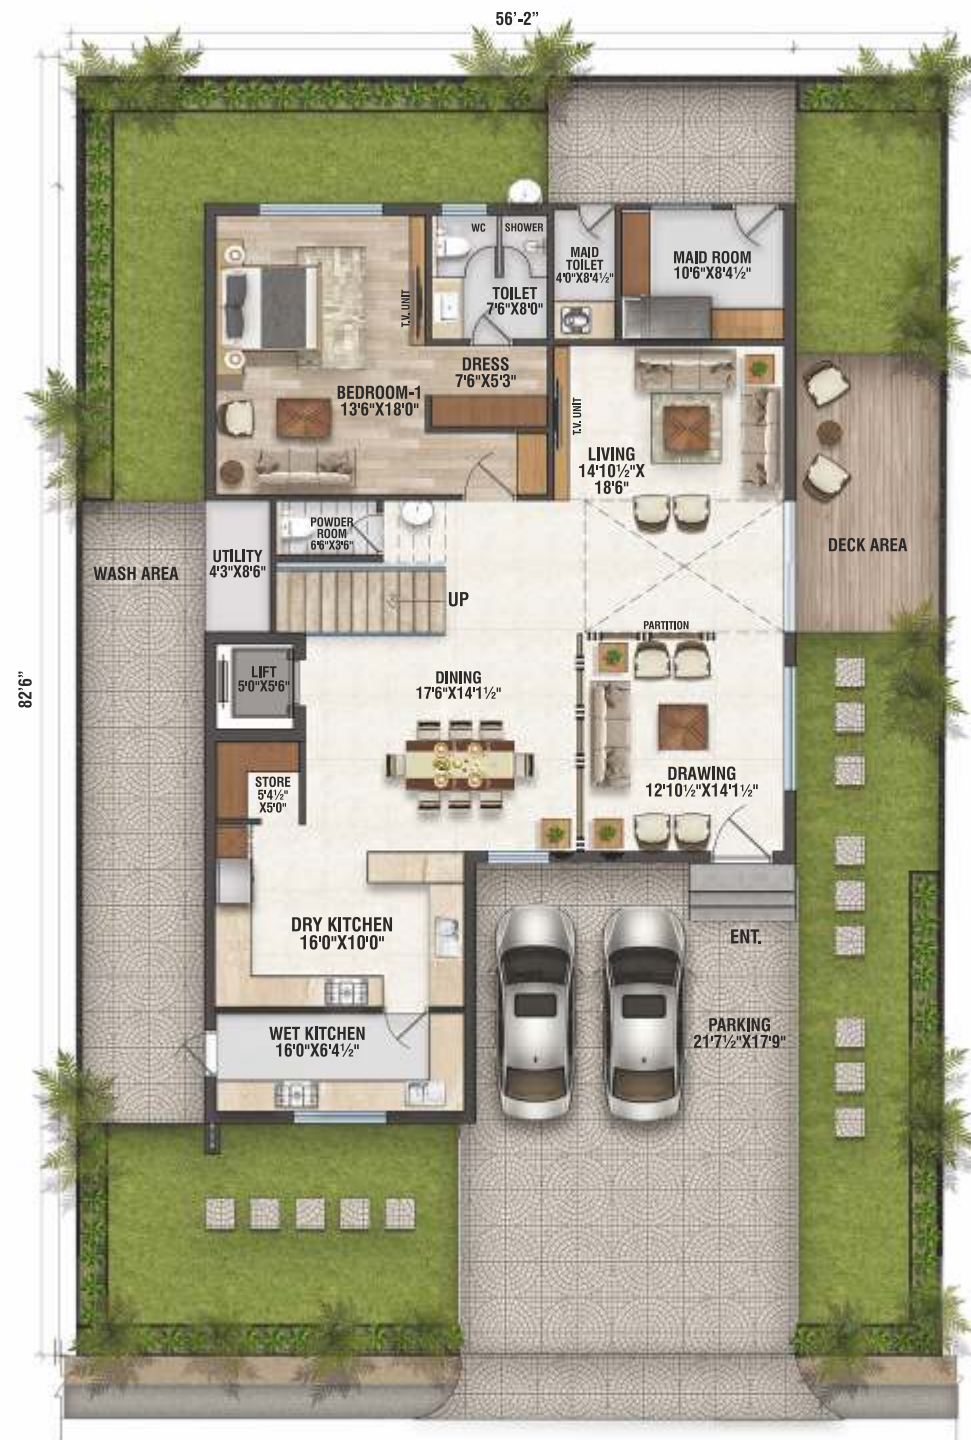 56'-2"
WC
SHOWER
MAID
TOILET
4'0"X8'4½"
MAID ROOM
10'6"X8'4½"
TOILET
7'6"X8'0"
T.V. UNIT
DRESS
7'6"X5'3"
BEDROOM-1
13'6"X18'0"
T.V. UNIT
LIVING
14'10½"X
18'6"
POWDER
ROOM
6'6"X3'6"
UTILITY
4'3"X8'6"
WASH AREA
DECK AREA
UP
PARTITION
82'6"
LIFT
5'0"X5'6"
DINING
17'6"X14'1½"
STORE
5'4½"
X5'0"
DRAWING
12'10½"X14'1½"
DRY KITCHEN
16'0"X10'0"
ENT.
WET KITCHEN
16'0"X6'4½"
PARKING
21'7½"X17'9"